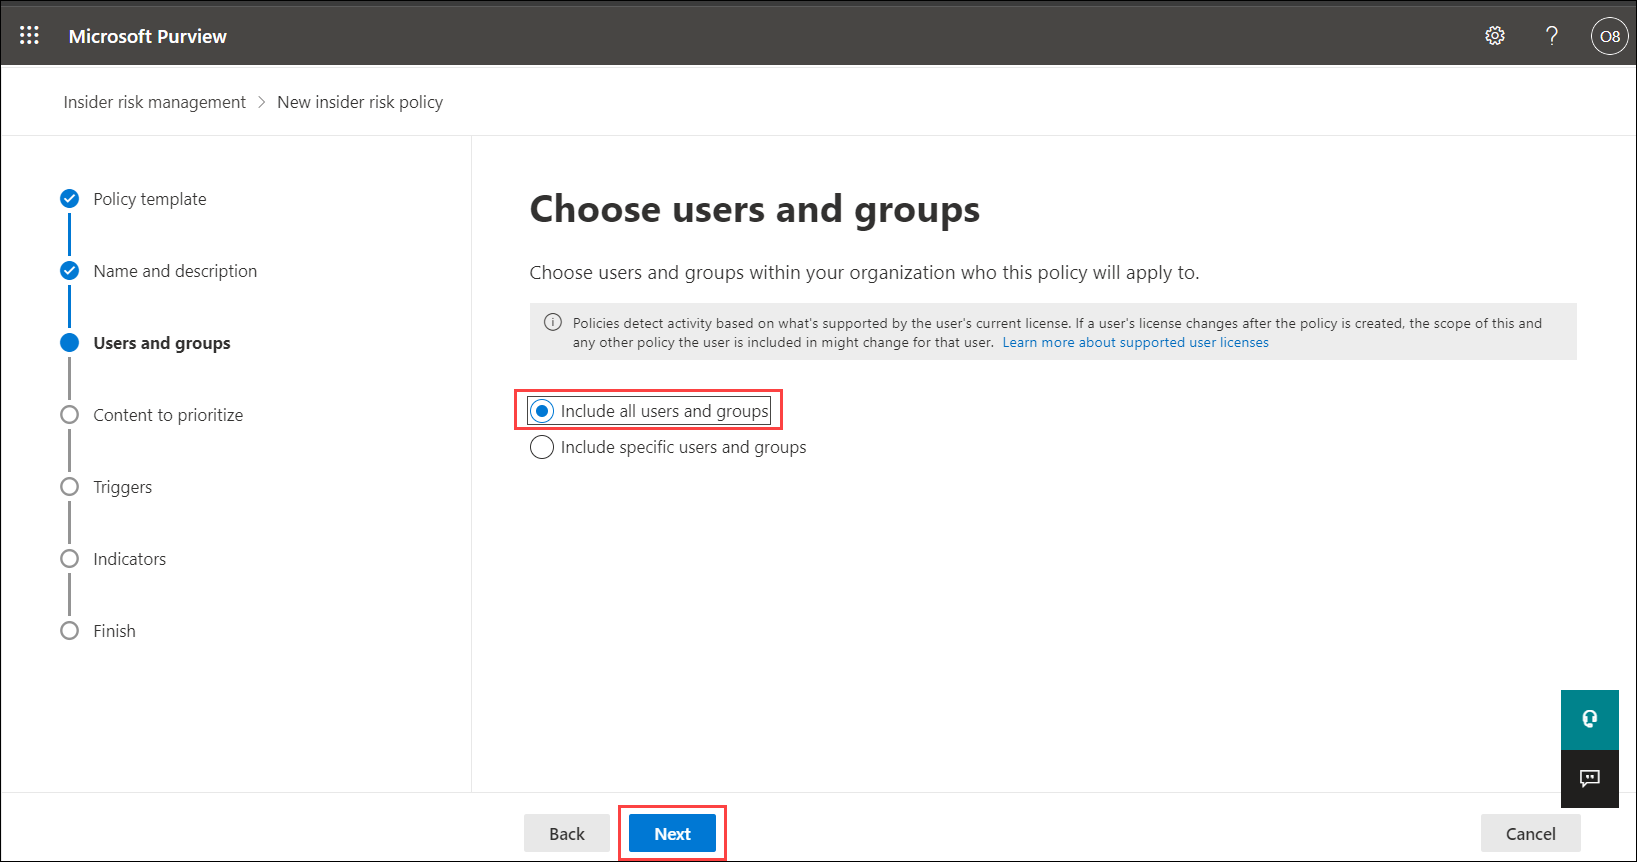 Microsoft Purview
?
O8
Insider risk management > New insider risk policy
Policy template
Name and description
Users and groups
Content to prioritize
Triggers
Indicators
Finish
Choose users and groups
Choose users and groups within your organization who this policy will apply to.
Policies detect activity based on what's supported by the user's current license. If a user's license changes after the policy is created, the scope of this and
any other policy the user is included in might change for that user. Learn more about supported user licenses
Include all users and groups
Include specific users and groups
Back
Next
Cancel